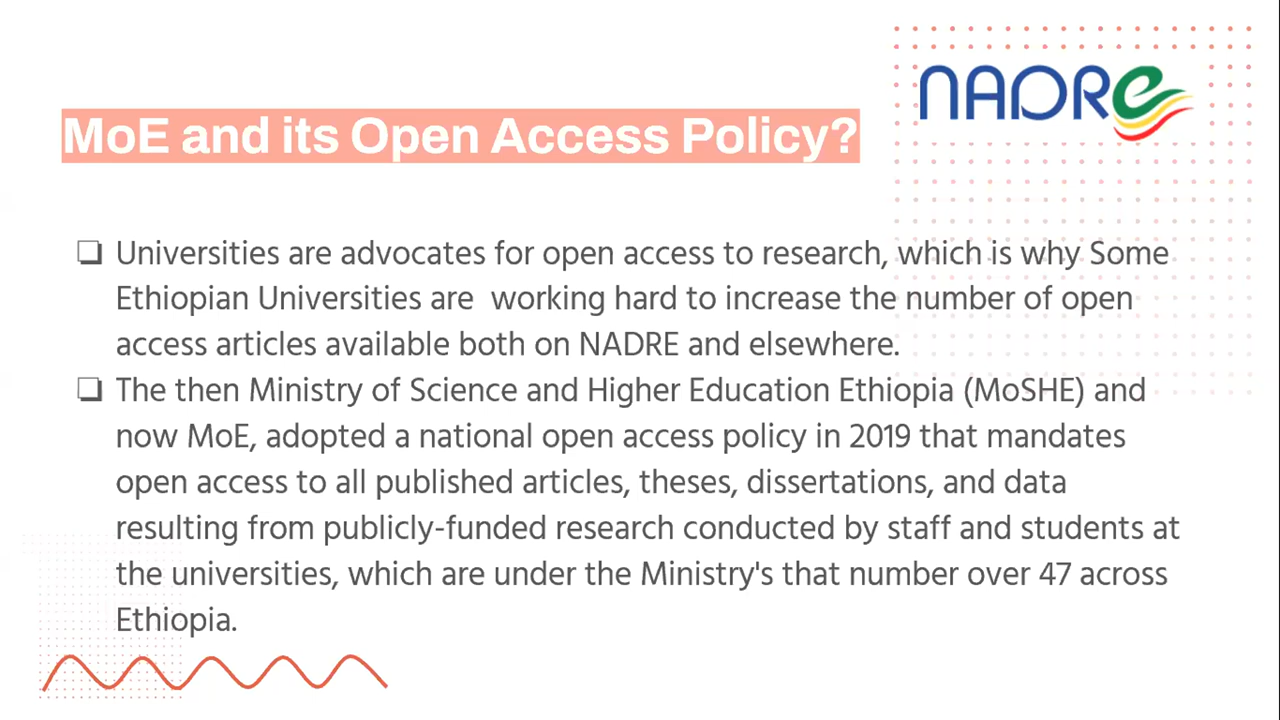 NADRe
MoE and its Open Access Policy?
❏ Universities are advocates for open access to research, which is why Some
Ethiopian Universities are  working hard to increase the number of open
access articles available both on NADRE and elsewhere.
❏ The then Ministry of Science and Higher Education Ethiopia (MoSHE) and
now MoE, adopted a national open access policy in 2019 that mandates
open access to all published articles, theses, dissertations, and data
resulting from publicly-funded research conducted by staff and students at
the universities, which are under the Ministry's that number over 47 across
Ethiopia.